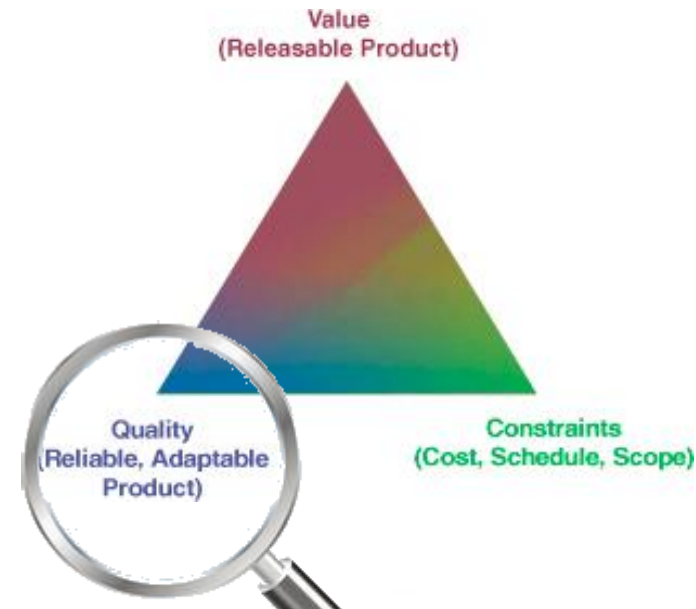 Value
(Releasable Product)
Quality
(Reliable, Adaptable
Product)
Constraints
(Cost, Schedule, Scope)